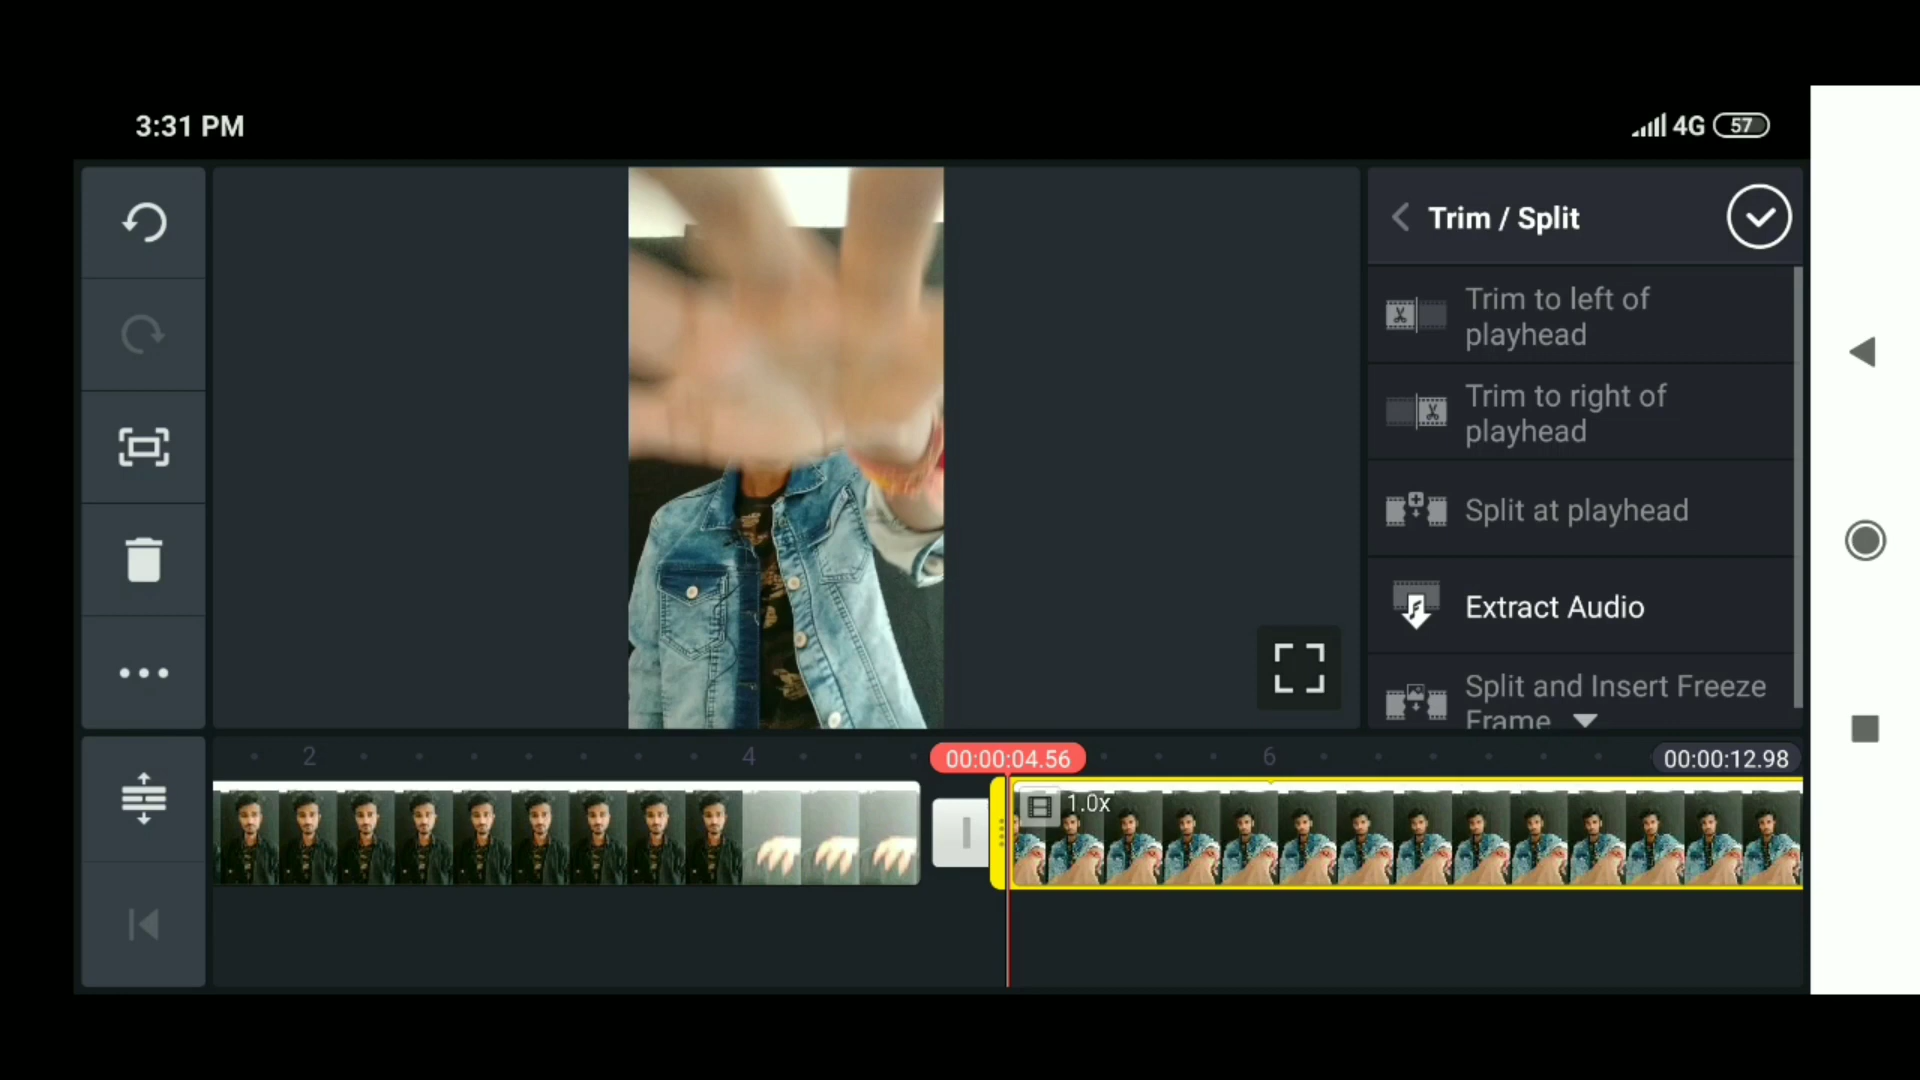 3:31 PM
4G 57
Trim / Split
Trim to left of
playhead
Trim to right of
playhead
Split at playhead
Extract Audio
Split and Insert Freeze
Frame
2
4
00:00:04.56
6
00:00:12.98
1.0x